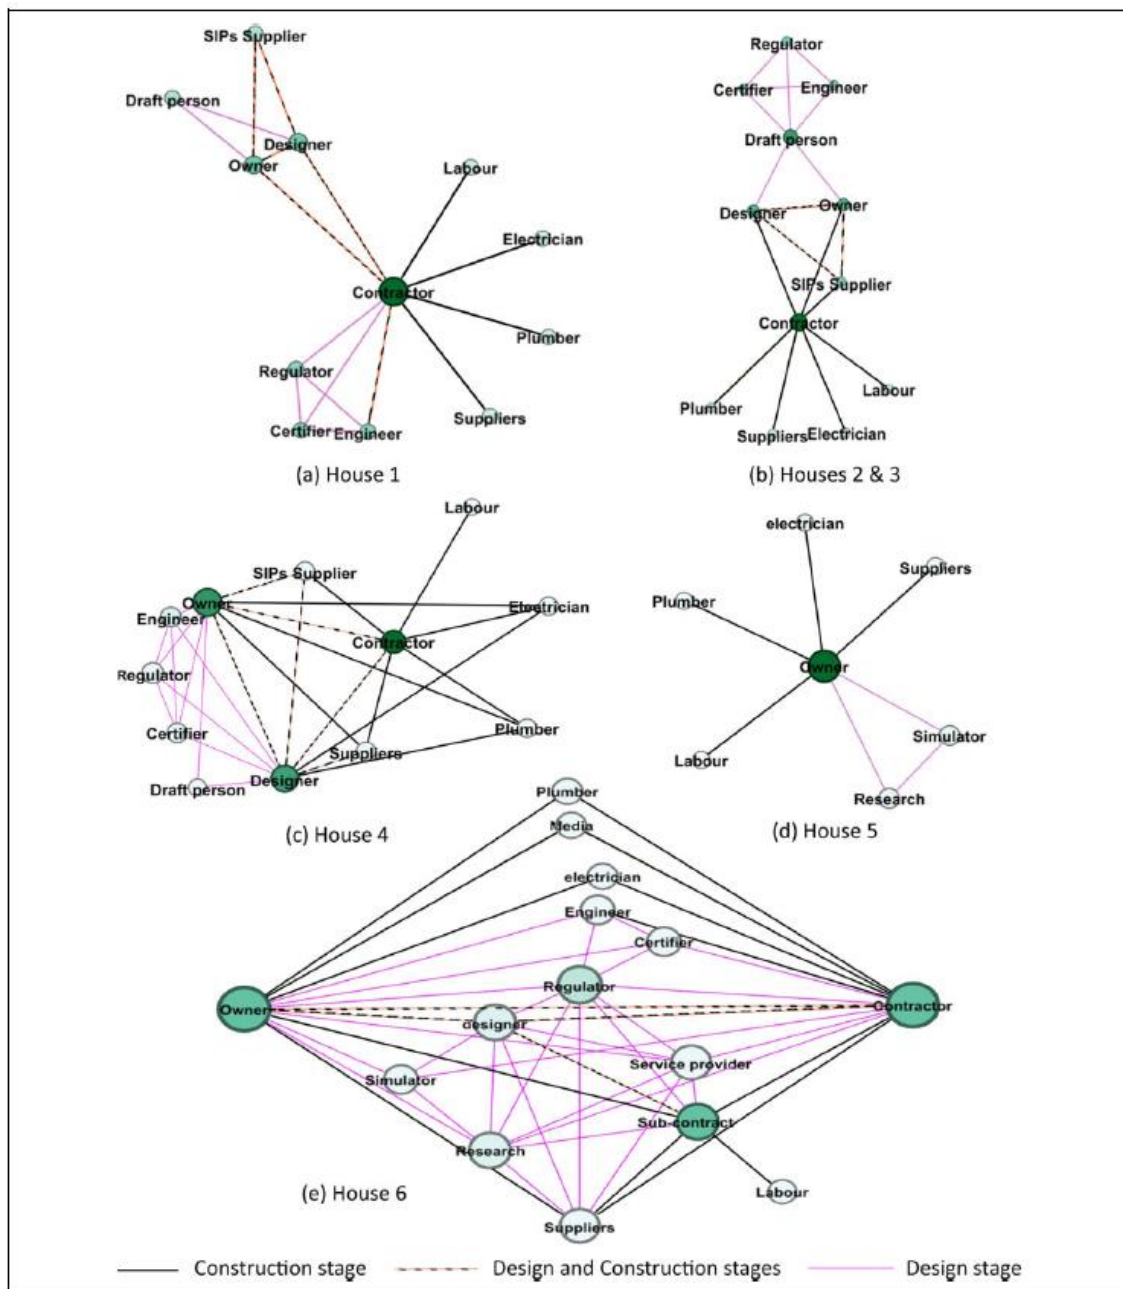 SIPs Supplier
Draft person
Designer
Owner
Labour
Electrician
Contractor
Plumber
Regulator
Suppliers
Certifier
Engineer
(a) House 1
Regulator
Certifier
Engineer
Draft person
Designer
Owner
SIPs Supplier
Contractor
Labour
Plumber
Suppliers
Electrician
(b) Houses 2 & 3
Labour
SIPs Supplier
Owner
Engineer
Electrician
Contractor
Regulator
Certifier
Plumber
Suppliers
Designer
Draft person
(c) House 4
electrician
Suppliers
Plumber
Owner
Simulator
Labour
Research
(d) House 5
Plumber
Media
electrician
Engineer
Certifier
Regulator
Owner
Contractor
designer
Service provider
Simulator
Sub-contract
Research
Labour
Suppliers
(e) House 6
Construction stage
Design and Construction stages
Design stage